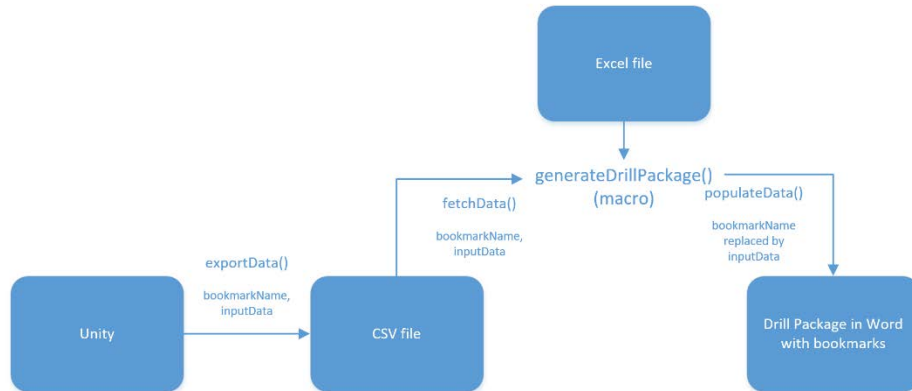 Excel file
generateDrillPackage()
(macro)
fetchData()
bookmarkName,
inputData
populateData()
bookmarkName
replaced by
inputData
exportData()
bookmarkName,
inputData
Unity
CSV file
Drill Package in Word
with bookmarks